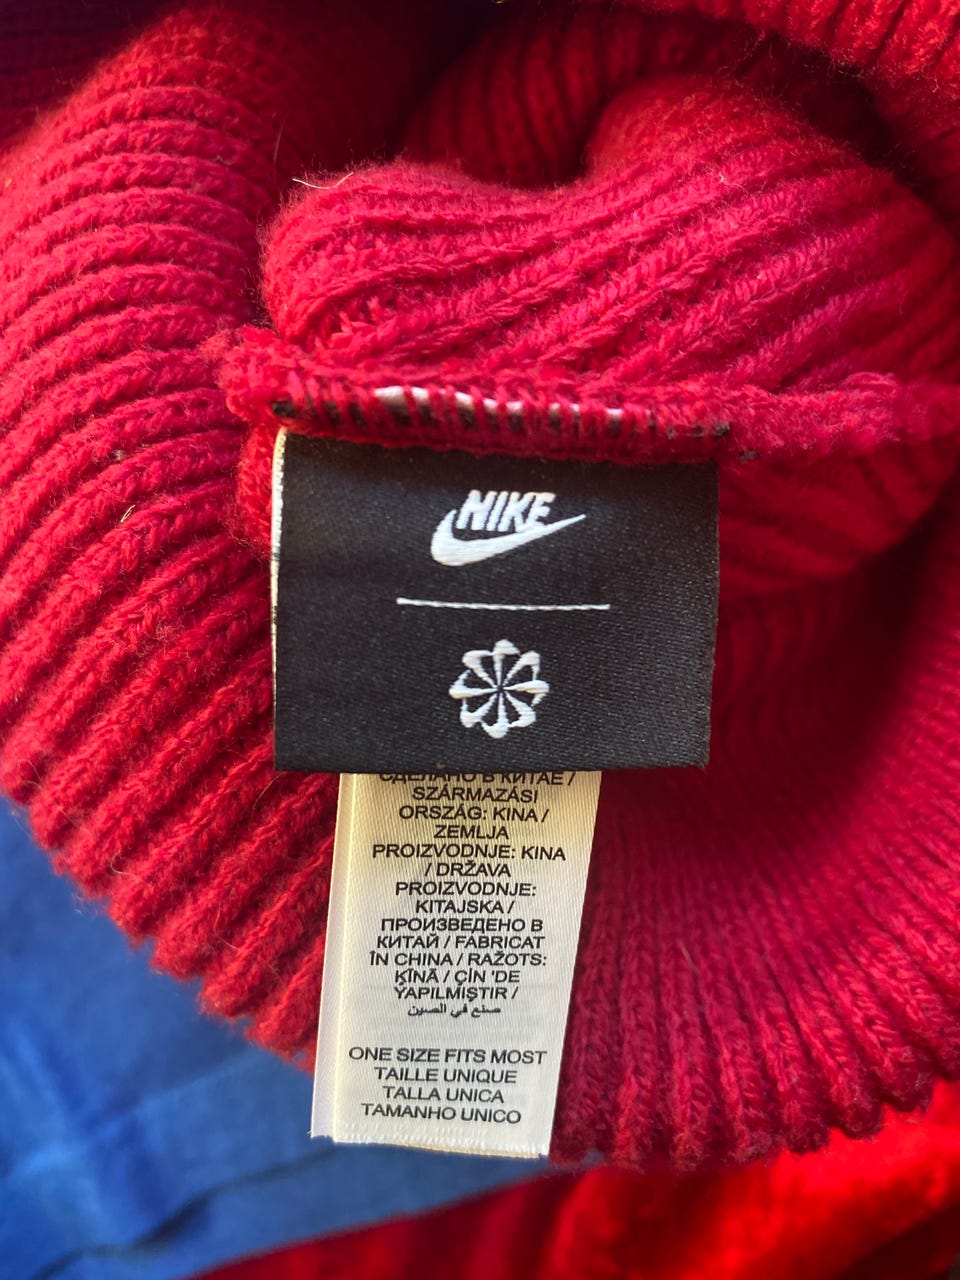 NIKE
СДЕЛАНО В КИТАЕ /
SZÁRMAZÁSI
ORSZÁG: KINA /
ZEMLJA
PROIZVODNJE: KINA
/ DRŽAVA
PROIZVODNJE:
KITAJSKA /
ПРОИЗВЕДЕНО В
КИТАЙ / FABRICAT
ÎN CHINA / RAŽOTS:
ĶĪNĀ / ÇİN 'DE
YAPILMIŞTIR /
صنع في الصين
ONE SIZE FITS MOST
TAILLE UNIQUE
TALLA UNICA
TAMANHO UNICO